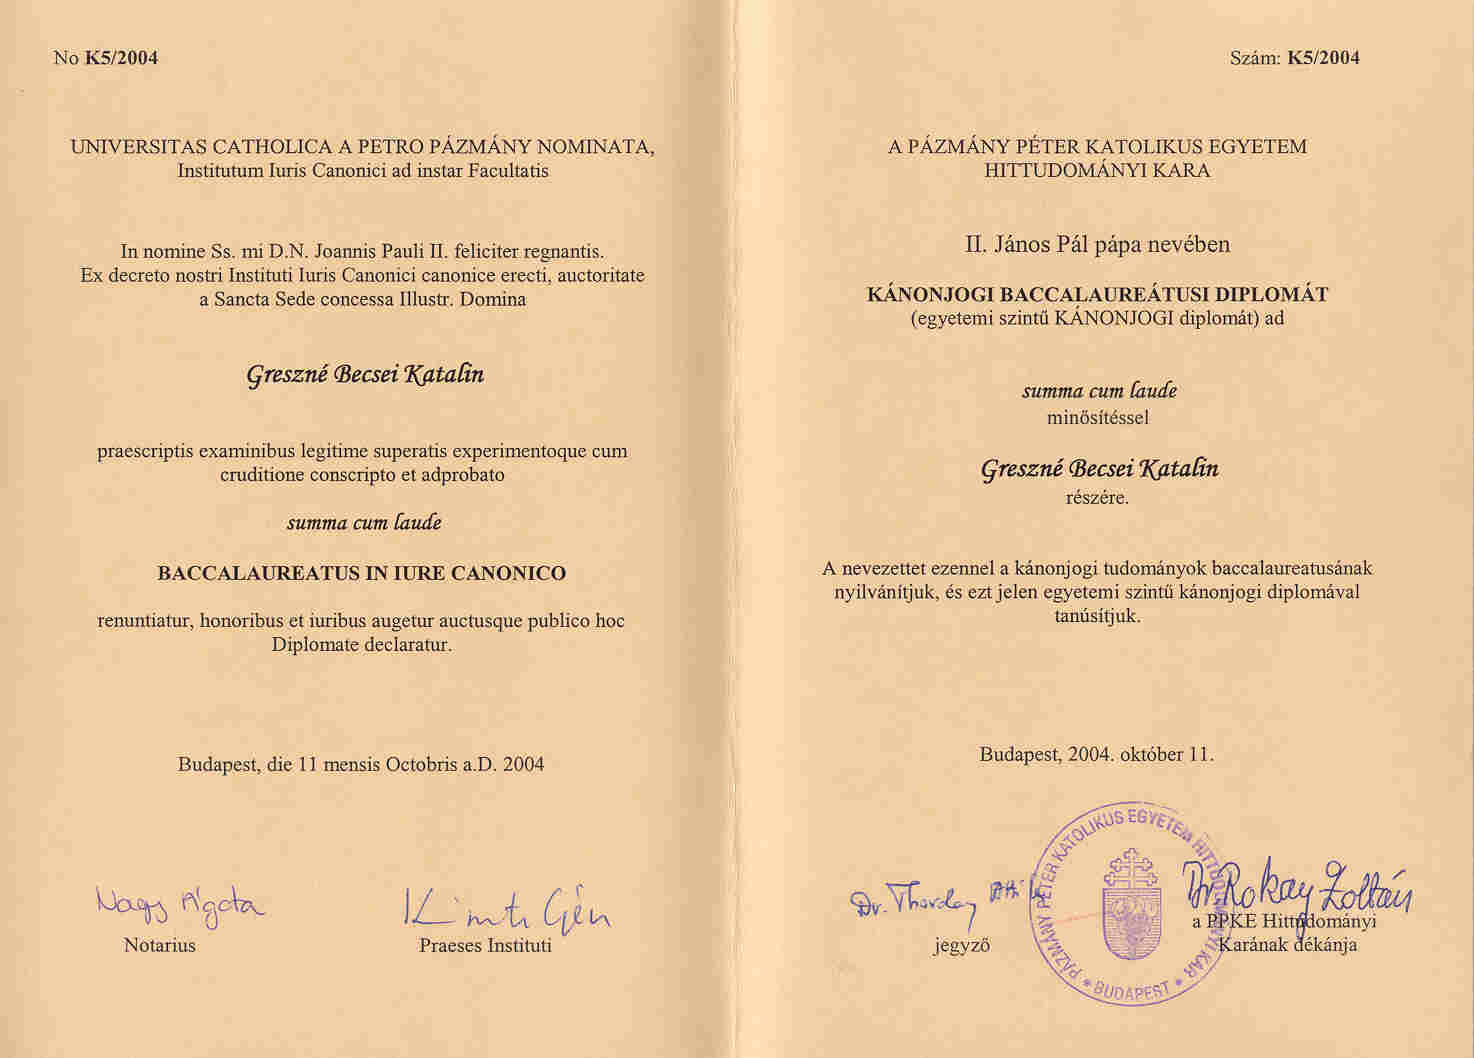 No K5/2004
UNIVERSITAS CATHOLICA A PETRO PÁZMÁNY NOMINATA,
Institutum Iuris Canonici ad instar Facultatis
In nomine Ss. mi D.N. Joannis Pauli II. feliciter regnantis.
Ex decreto nostri Instituti Iuris Canonici canonice erecti, auctoritate
a Sancta Sede concessa Illustr. Domina
Greszné Becsei Katalin
praescriptis examinibus legitime superatis experimentoque cum
cruditione conscripto et adprobato
summa cum laude
BACCALAUREATUS IN IURE CANONICO
renuntiatur, honoribus et iuribus augetur auctusque publico hoc
Diplomate declaratur.
Budapest, die 11 mensis Octobris a.D. 2004
Nagy Ágota
Notarius
Praeses Instituti
Szám: K5/2004
A PÁZMÁNY PÉTER KATOLIKUS EGYETEM
HITTUDOMÁNYI KARA
II. János Pál pápa nevében
KÁNONJOGI BACCALAUREÁTUSI DIPLOMÁT
(egyetemi szintű KÁNONJOGI diplomát) ad
summa cum laude
minősítéssel
Greszné Becsei Katalin
részére.
A nevezettet ezennel a kánonjogi tudományok baccalaureatusának
nyilvánítjuk, és ezt jelen egyetemi szintű kánonjogi diplomával
tanúsítjuk.
Budapest, 2004. október 11.
Dr.
jegyző
PÁZMÁNY PÉTER KATOLIKUS EGYETEM HITTUDOMÁNYI KAR
* BUDAPEST *
Dr Rokay Zoltán
a PPKE Hittudományi
Karának dékánja